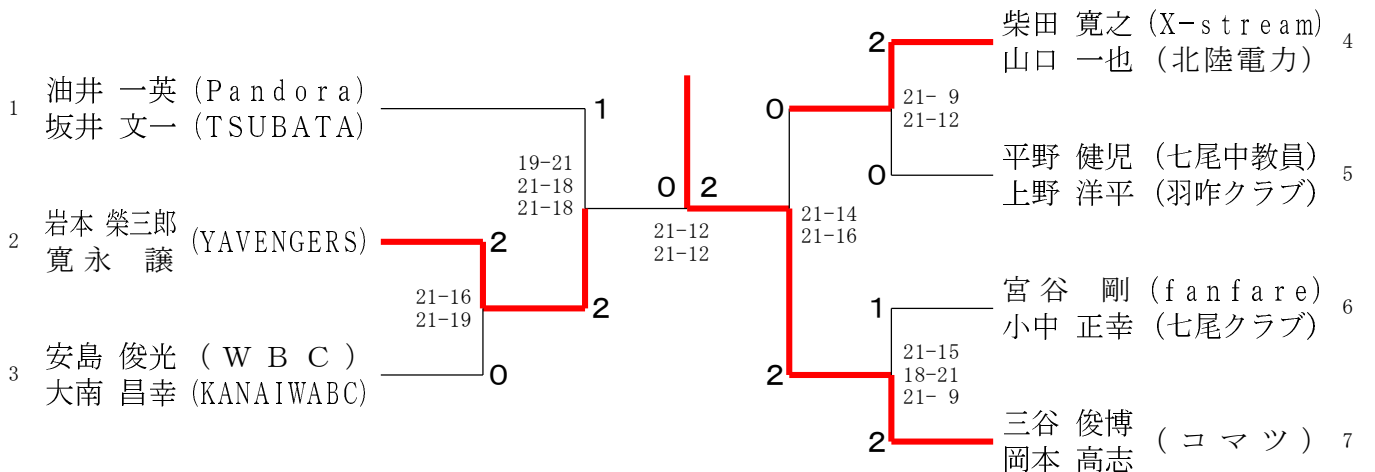 1
油井 一英 (Pandora)
坂井 文一 (TSUBATA)
2
岩本 榮三郎
寛永 譲
(YAVENGERS)
3
安島 俊光 (WBC)
大南 昌幸 (KANAIWABC)
1
19-21
21-18
21-18
2
21-16
21-19
0
2
0
2
21-12
21-12
0
21-14
21-16
2
2
21- 9
21-12
0
1
21-15
18-21
21- 9
2
柴田 寛之 (X-stream)
山口 一也 (北陸電力)
4
平野 健児 (七尾中教員)
上野 洋平 (羽咋クラブ)
5
宮谷 剛 (fanfare)
小中 正幸 (七尾クラブ)
6
三谷 俊博
岡本 高志
(コマツ)
7